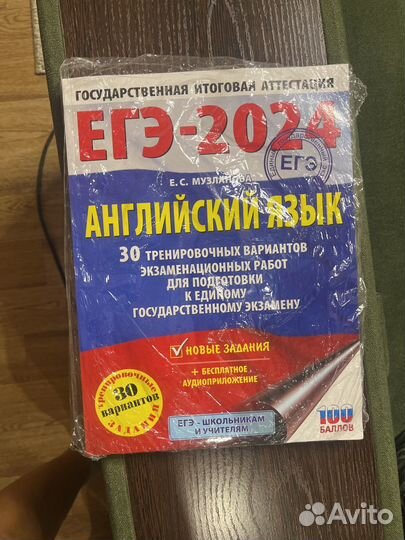 ГОСУДАРСТВЕННАЯ ИТОГОВАЯ АТТЕСТАЦИЯ
ЕГЭ-2024
ЕГЭ
Е.С. МУЗЛАНОВА
АНГЛИЙСКИЙ ЯЗЫК
30 ТРЕНИРОВОЧНЫХ ВАРИАНТОВ
ЭКЗАМЕНАЦИОННЫХ РАБОТ
ДЛЯ ПОДГОТОВКИ
К ЕДИНОМУ
ГОСУДАРСТВЕННОМУ ЭКЗАМЕНУ
НОВЫЕ ЗАДАНИЯ
+ БЕСПЛАТНОЕ
АУДИОПРИЛОЖЕНИЕ
ТРЕНИРОВОЧНЫЕ
30
вариантов
ЗАДАНИЯ
ЕГЭ - ШКОЛЬНИКАМ
И УЧИТЕЛЯМ
100
БАЛЛОВ
Avito